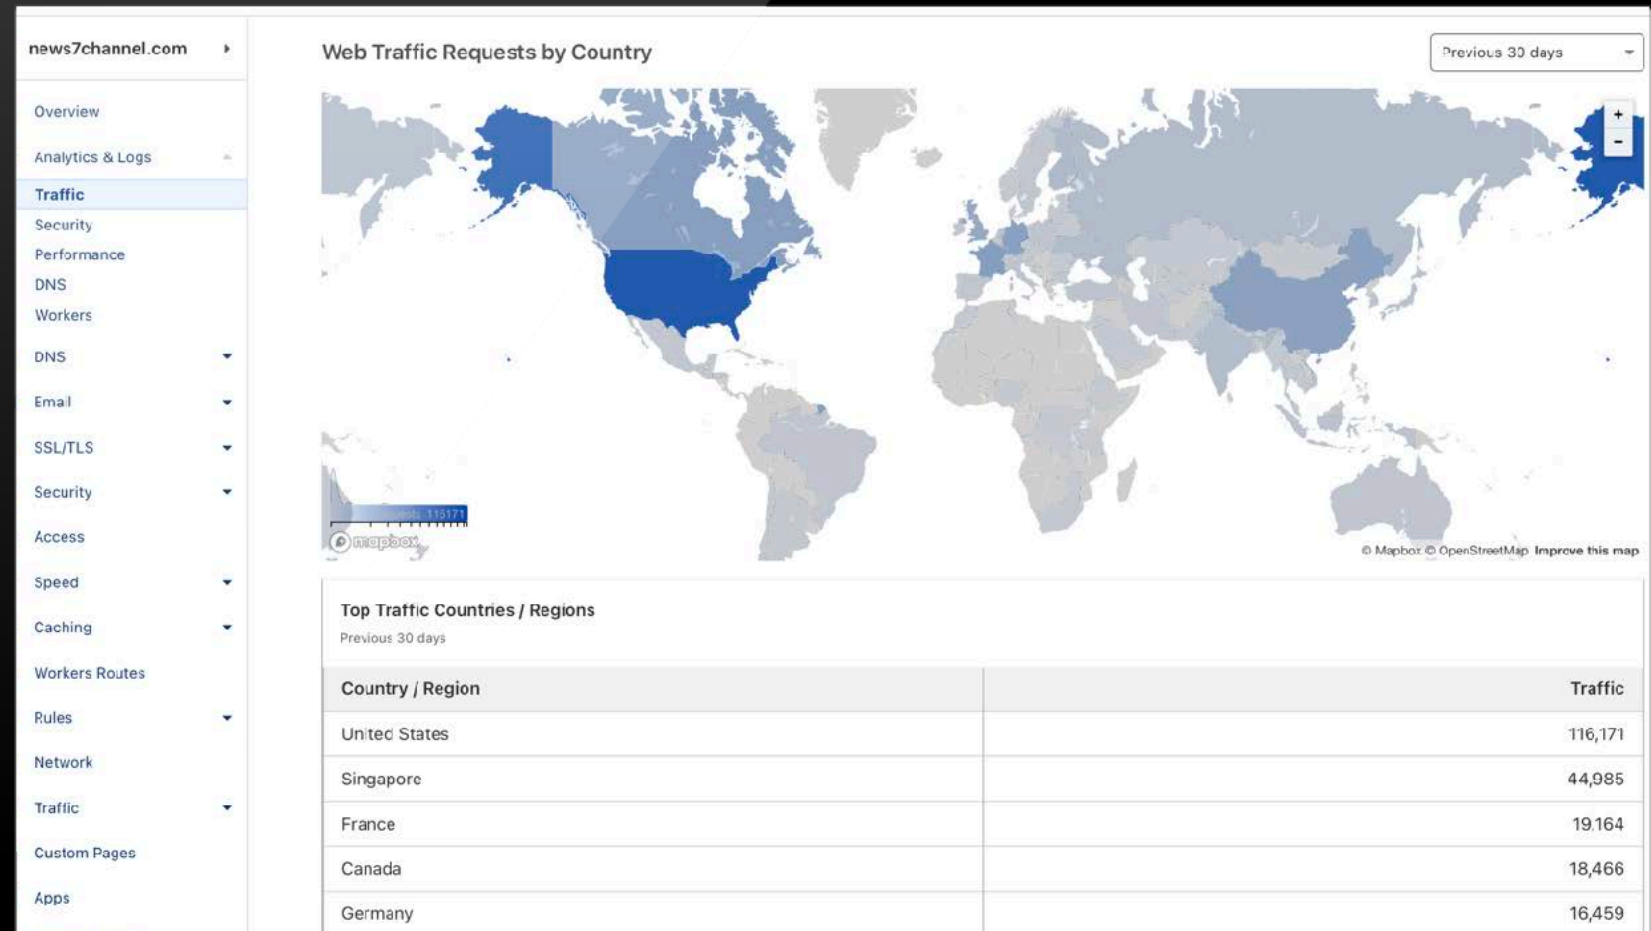 news7channel.com
Web Traffic Requests by Country
Previous 30 days
Overview
Analytics & Logs
Traffic
Security
Performance
DNS
Workers
DNS
Email
SSL/TLS
Security
Access
Speed
Caching
Workers Routes
Rules
Network
Traffic
Custom Pages
Apps
+
-
116171
mapbox
© Mapbox © OpenStreetMap Improve this map
Top Traffic Countries / Regions
Previous 30 days
Country / Region Traffic
United States 116,171
Singapore 44,985
France 19,164
Canada 18,466
Germany 16,459